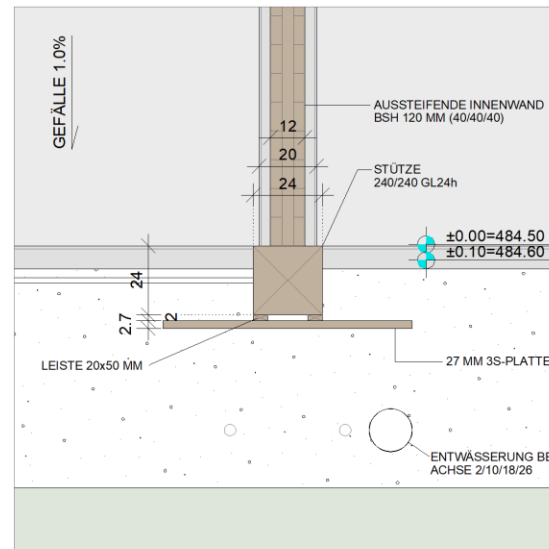 GEFÄLLE 1.0%
12
AUSSTEIFENDE INNENWAND
BSH 120 MM (40/40/40)
20
24
STÜTZE
240/240 GL24h
±0.00=484.50
±0.10=484.60
24
2.7
2
LEISTE 20x50 MM
27 MM 3S-PLATTE
ENTWÄSSERUNG BE
ACHSE 2/10/18/26